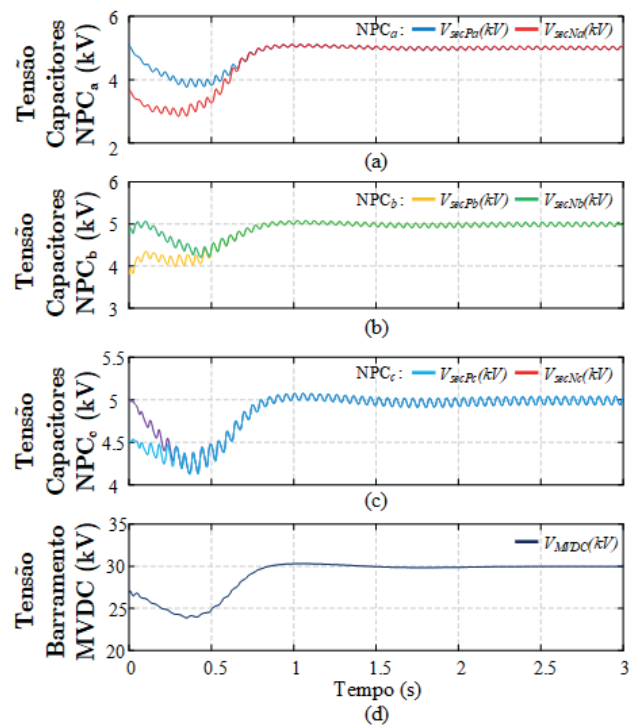 Tensão
Capacitores
NPCa (kV)
6
4
2
NPCa : VsecPa(kV) VsecNa(kV)
(a)
Tensão
Capacitores
NPCb (kV)
6
5
4
3
NPCb : VsecPb(kV) VsecNb(kV)
(b)
Tensão
Capacitores
NPCc (kV)
5.5
5
4.5
4
NPCc : VsecPc(kV) VsecNc(kV)
(c)
Tensão
Barramento
MVDC (kV)
35
30
25
20
VMVDC(kV)
0 0.5 1 1.5 2 2.5 3
Tempo (s)
(d)